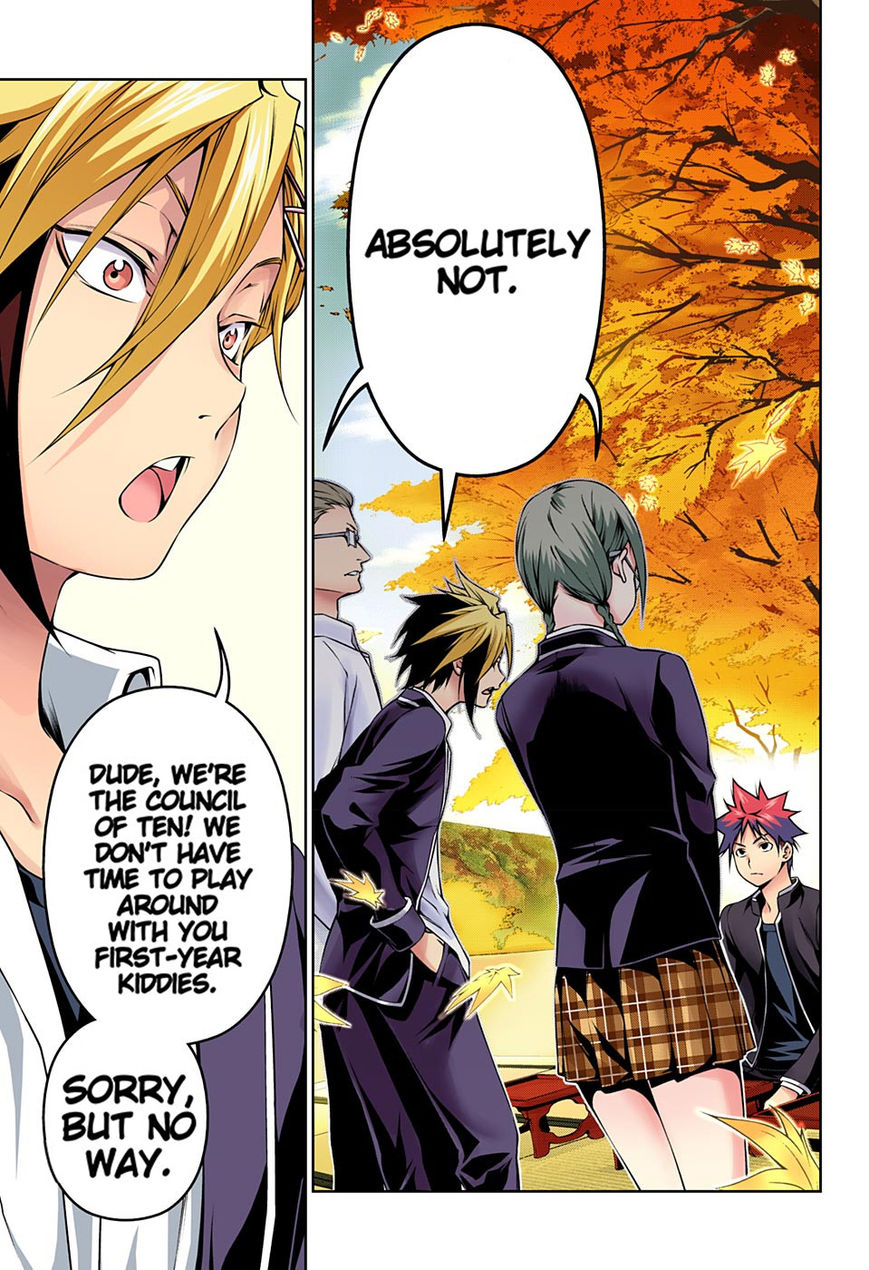 ABSOLUTELY
NOT.
DUDE, WE'RE
THE COUNCIL
OF TEN! WE
DON'T HAVE
TIME TO PLAY
AROUND
WITH YOU
FIRST-YEAR
KIDDIES.
SORRY,
BUT NO
WAY.